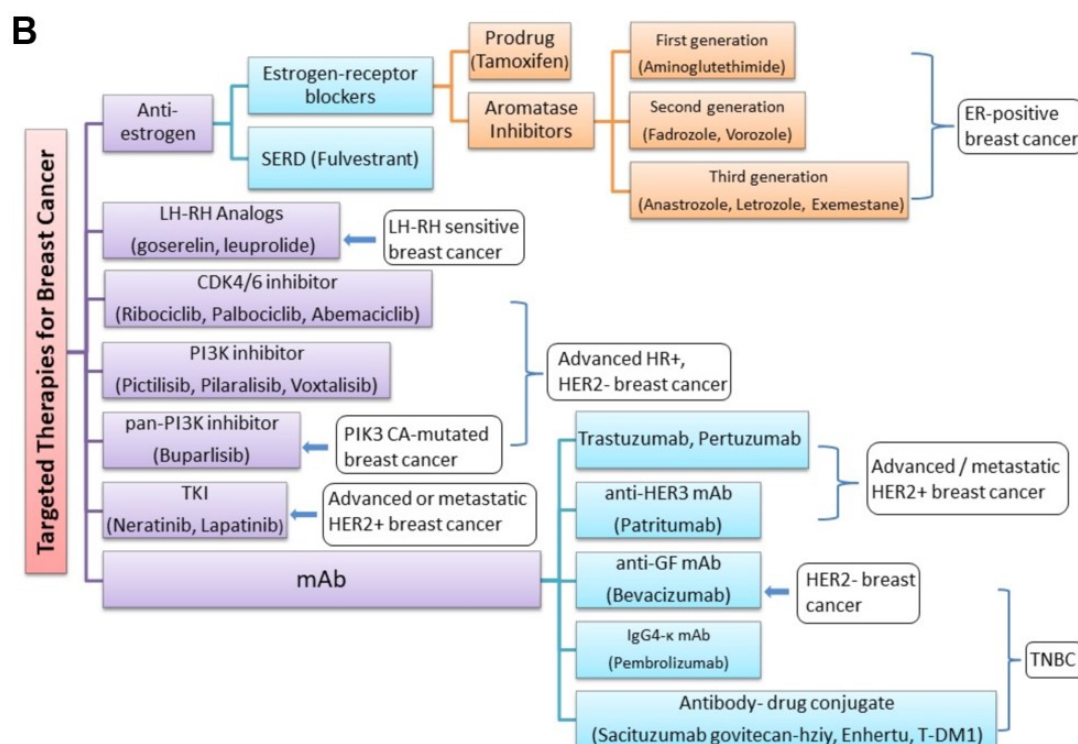 B
Targeted Therapies for Breast Cancer
Anti-
estrogen
Estrogen-receptor
blockers
SERD (Fulvestrant)
Prodrug
(Tamoxifen)
Aromatase
Inhibitors
First generation
(Aminoglutethimide)
Second generation
(Fadrozole, Vorozole)
Third generation
(Anastrozole, Letrozole, Exemestane)
ER-positive
breast cancer
LH-RH Analogs
(goserelin, leuprolide)
LH-RH sensitive
breast cancer
CDK4/6 inhibitor
(Ribociclib, Palbociclib, Abemaciclib)
PI3K inhibitor
(Pictilisib, Pilaralisib, Voxtalisib)
Advanced HR+,
HER2- breast cancer
pan-PI3K inhibitor
(Buparlisib)
PIK3 CA-mutated
breast cancer
TKI
(Neratinib, Lapatinib)
Advanced or metastatic
HER2+ breast cancer
mAb
Trastuzumab, Pertuzumab
anti-HER3 mAb
(Patritumab)
Advanced / metastatic
HER2+ breast cancer
anti-GF mAb
(Bevacizumab)
HER2- breast
cancer
IgG4-κ mAb
(Pembrolizumab)
Antibody- drug conjugate
(Sacituzumab govitecan-hziy, Enhertu, T-DM1)
TNBC